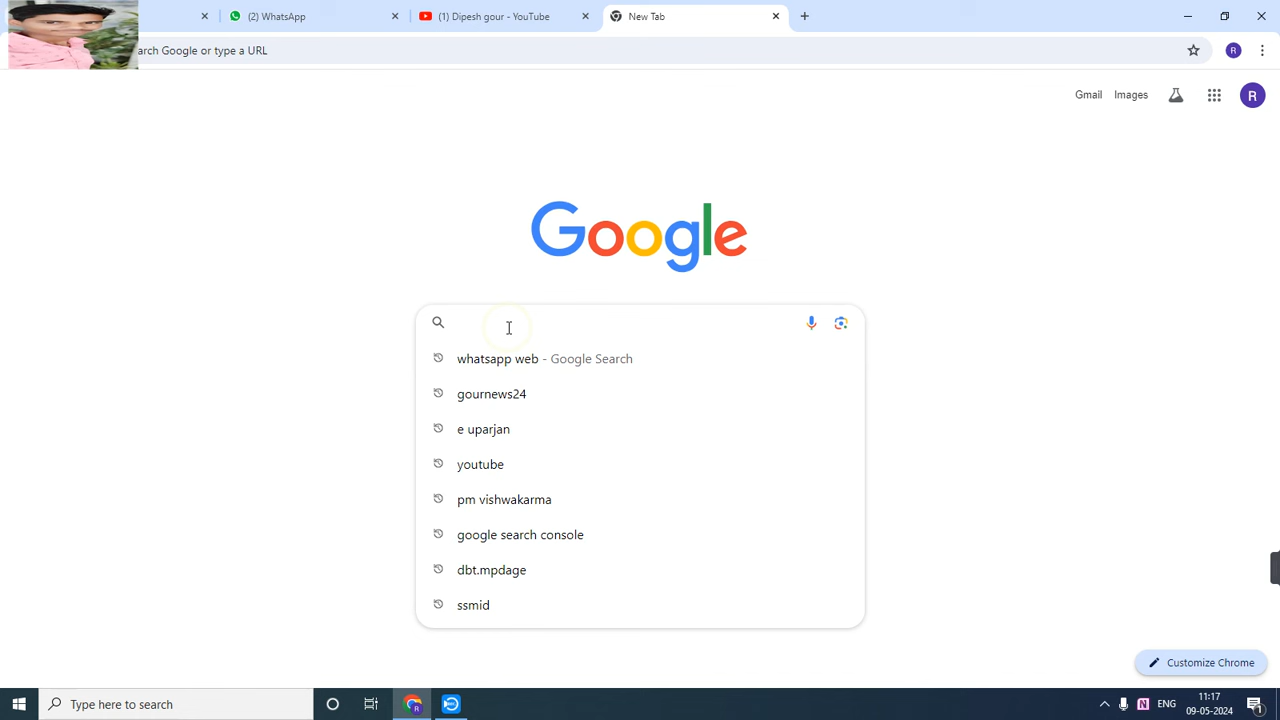 (2) WhatsApp
(1) Dipesh gour - YouTube
New Tab
arch Google or type a URL
R
Gmail
Images
R
Google
whatsapp web - Google Search
gournews24
e uparjan
youtube
pm vishwakarma
google search console
dbt.mpdage
ssmid
Customize Chrome
Type here to search
R
ENG
11:17
09-05-2024